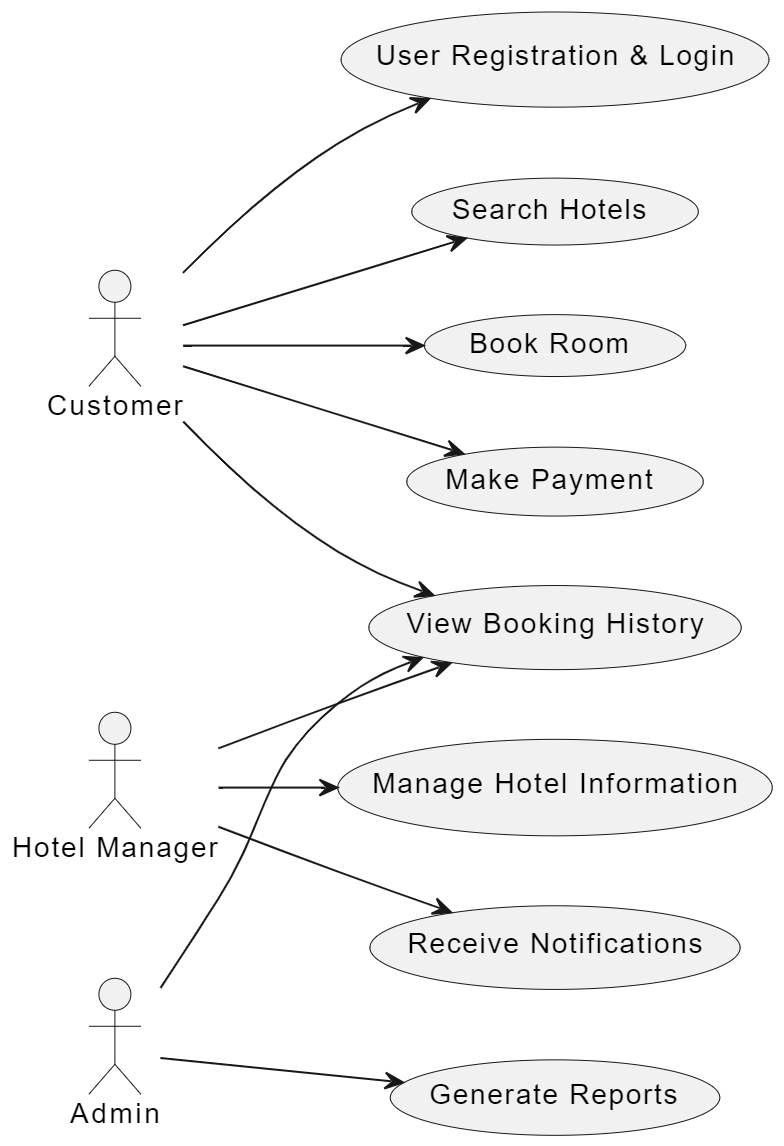 User Registration & Login
Search Hotels
Book Room
Customer
Make Payment
View Booking History
Manage Hotel Information
Hotel Manager
Receive Notifications
Generate Reports
Admin